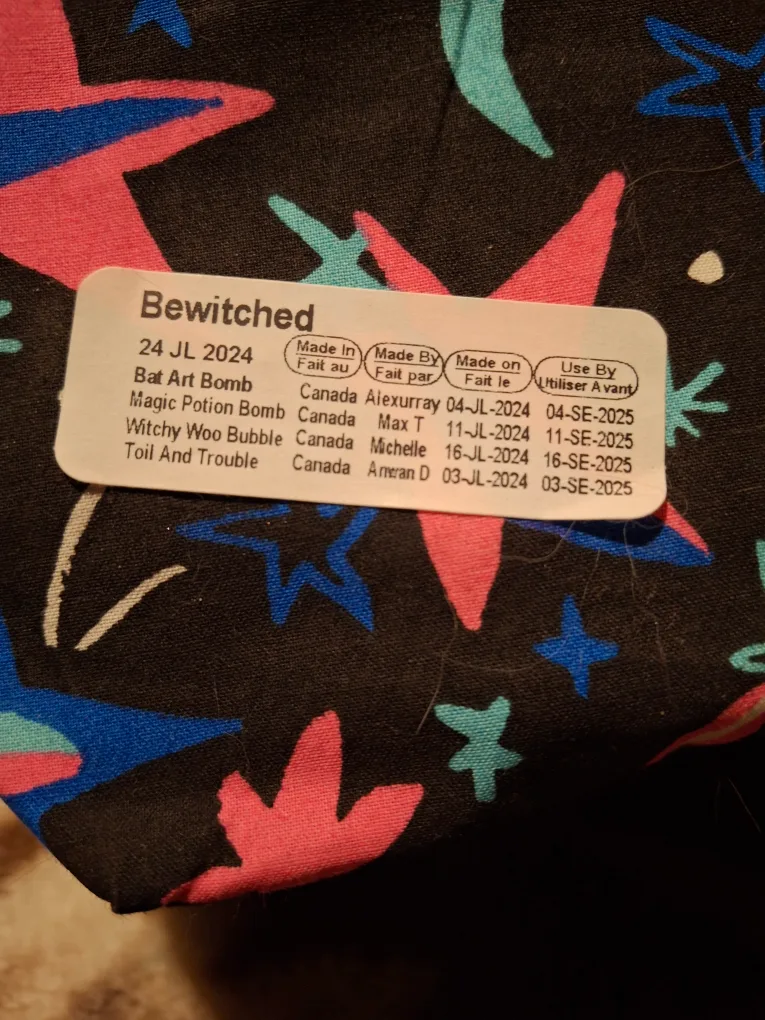 Bewitched
24 JL 2024 Made In Made By Made on Use By
Fait au Fait par Fait le Utiliser Avant
Bat Art Bomb Canada Alexurray 04-JL-2024 04-SE-2025
Magic Potion Bomb Canada Max T 11-JL-2024 11-SE-2025
Witchy Woo Bubble Canada Michelle 16-JL-2024 16-SE-2025
Toil And Trouble Canada Ameran D 03-JL-2024 03-SE-2025